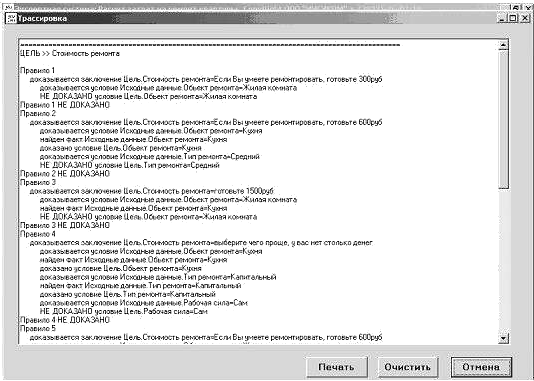 Трассировка
ЦЕЛЬ >> Стоимость ремонта
Правило 1
доказывается заключение Цель.Стоимость ремонта=Если Вы умеете ремонтировать, готовьте 300руб
доказывается условие Исходные данные.Объект ремонта=Жилая комната
НЕ ДОКАЗАНО условие Цель.Объект ремонта=Жилая комната
Правило 1 НЕ ДОКАЗАНО
Правило 2
доказывается заключение Цель.Стоимость ремонта=Если Вы умеете ремонтировать, готовьте 600руб
доказывается условие Исходные данные.Объект ремонта=Кухня
найден факт Исходные данные.Объект ремонта=Кухня
доказано условие Цель.Объект ремонта=Кухня
доказывается условие Исходные данные.Тип ремонта=Средний
НЕ ДОКАЗАНО условие Цель.Тип ремонта=Средний
Правило 2 НЕ ДОКАЗАНО
Правило 3
доказывается заключение Цель.Стоимость ремонта=готовьте 1500руб
доказывается условие Исходные данные.Объект ремонта=Жилая комната
найден факт Исходные данные.Объект ремонта=Кухня
НЕ ДОКАЗАНО условие Цель.Объект ремонта=Жилая комната
Правило 3 НЕ ДОКАЗАНО
Правило 4
доказывается заключение Цель.Стоимость ремонта=выберите чего проще, у вас нет столько денег
доказывается условие Исходные данные.Объект ремонта=Кухня
найден факт Исходные данные.Объект ремонта=Кухня
доказано условие Цель.Объект ремонта=Кухня
доказывается условие Исходные данные.Тип ремонта=Капитальный
найден факт Исходные данные.Тип ремонта=Капитальный
доказано условие Цель.Тип ремонта=Капитальный
доказывается условие Исходные данные.Рабочая сила=Сам
НЕ ДОКАЗАНО условие Цель.Рабочая сила=Сам
Правило 4 НЕ ДОКАЗАНО
Правило 5
доказывается заключение Цель.Стоимость ремонта=Если Вы умеете ремонтировать, готовьте 600руб
Печать Очистить Отмена